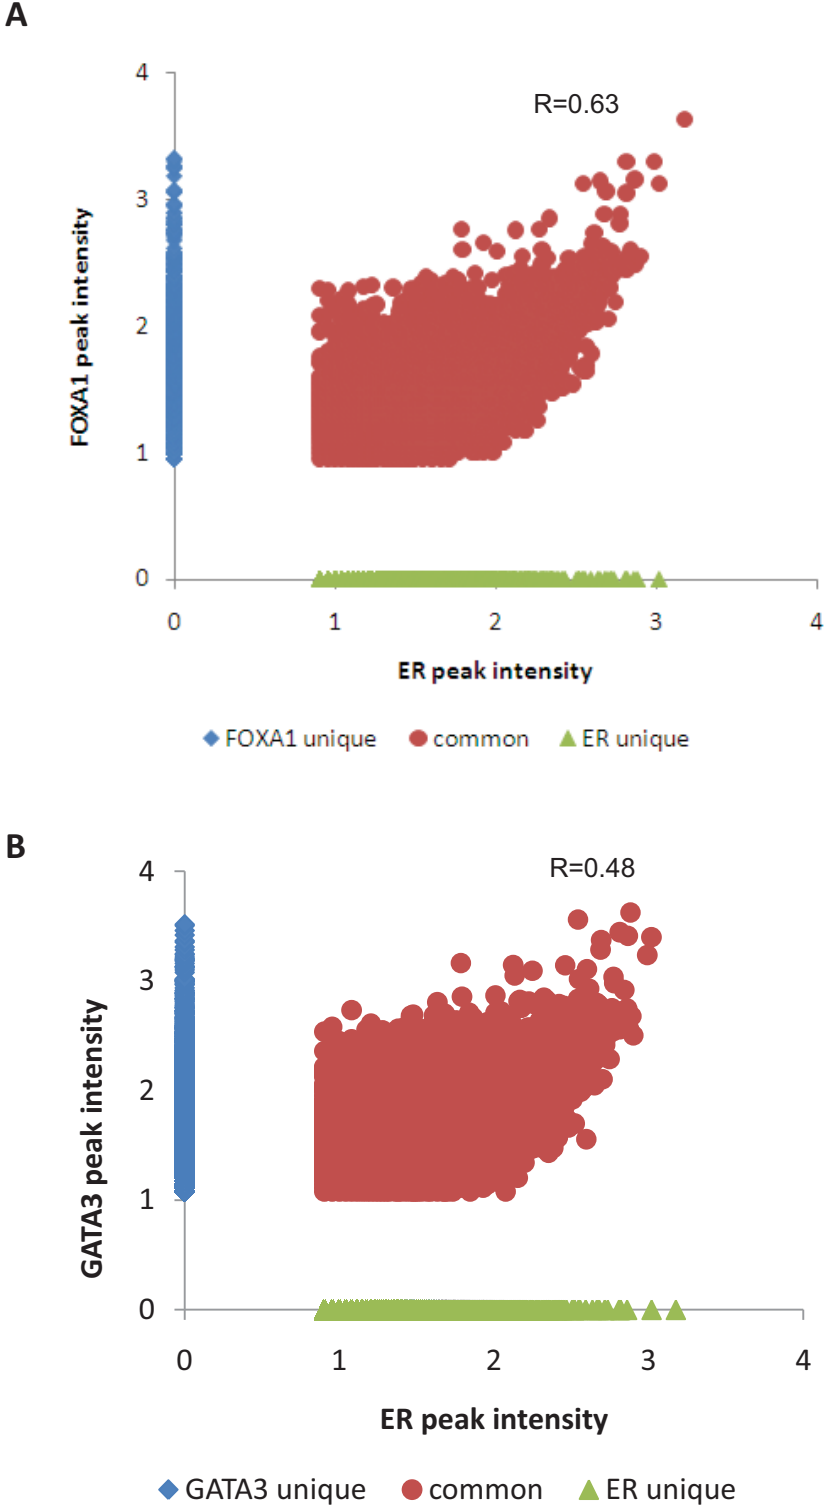 A
4
R=0.63
3
FOXA1 peak intensity
2
1
0
0 1 2 3 4
ER peak intensity
FOXA1 unique common ER unique
B
4
R=0.48
3
GATA3 peak intensity
2
1
0
0 1 2 3 4
ER peak intensity
GATA3 unique common ER unique